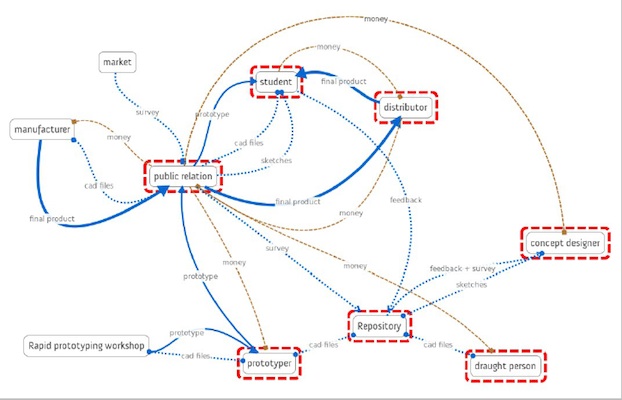 money
money
market
student
final product
distributor
survey
prototype
manufacturer
money
cad files
sketches
public relation
cad files
feedback
final product
final product
money
concept designer
survey
money
money
feedback + survey
prototype
sketches
Repository
prototype
Rapid prototyping workshop
cad files
cad files
cad files
prototyper
draught person